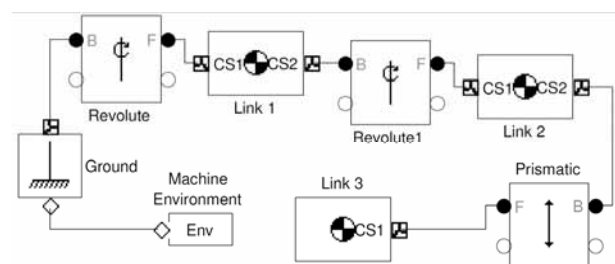 B F
Revolute
CS1 CS2
Link 1
B F
Revolute1
CS1 CS2
Link 2
Ground
Machine
Environment
Env
Link 3
CS1
Prismatic
F B